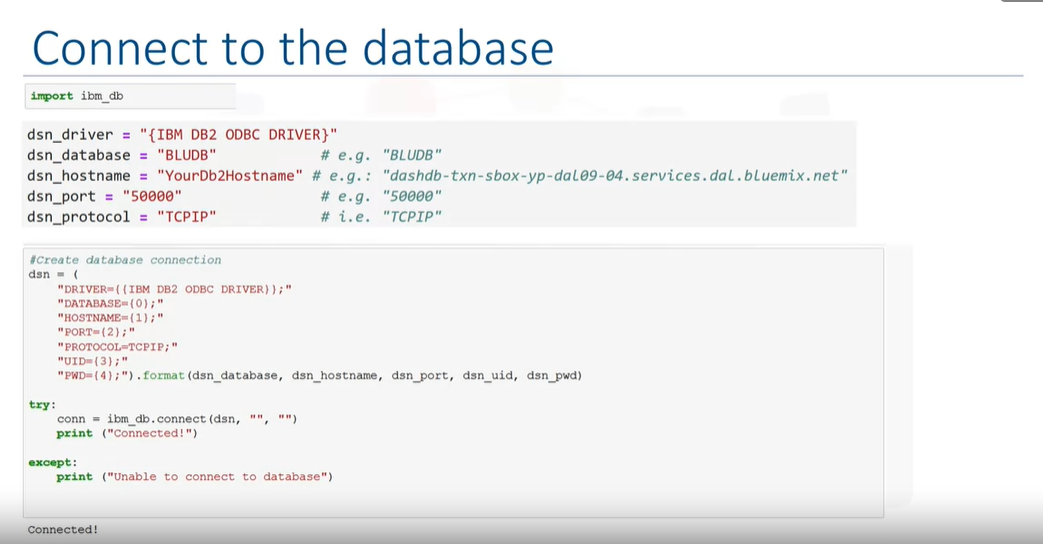 Connect to the database
import ibm_db
dsn_driver = "{IBM DB2 ODBC DRIVER}"
dsn_database = "BLUDB" # e.g. "BLUDB"
dsn_hostname = "YourDb2Hostname" # e.g.: "dashdb-txn-sbox-yp-dal09-04.services.dal.bluemix.net"
dsn_port = "50000" # e.g. "50000"
dsn_protocol = "TCPIP" # i.e. "TCPIP"
#Create database connection
dsn = (
"DRIVER={{IBM DB2 ODBC DRIVER}};"
"DATABASE={0};"
"HOSTNAME={1};"
"PORT={2};"
"PROTOCOL=TCPIP;"
"UID={3};"
"PWD={4};").format(dsn_database, dsn_hostname, dsn_port, dsn_uid, dsn_pwd)
try:
conn = ibm_db.connect(dsn, "", "")
print ("Connected!")
except:
print ("Unable to connect to database")
Connected!